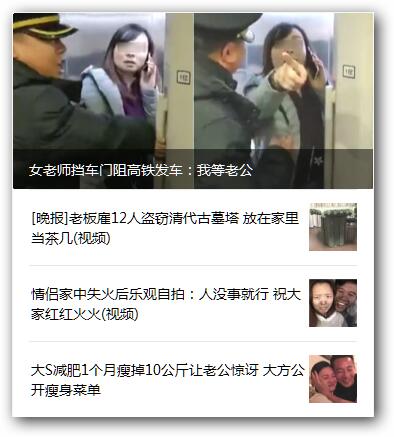 女老师挡车门阻高铁发车：我等老公
[晚报]老板雇12人盗窃清代古墓塔 放在家里
当茶几(视频)
情侣家中失火后乐观自拍：人没事就行 祝大
家红红火火(视频)
大S减肥1个月瘦掉10公斤让老公惊讶 大方公
开瘦身菜单